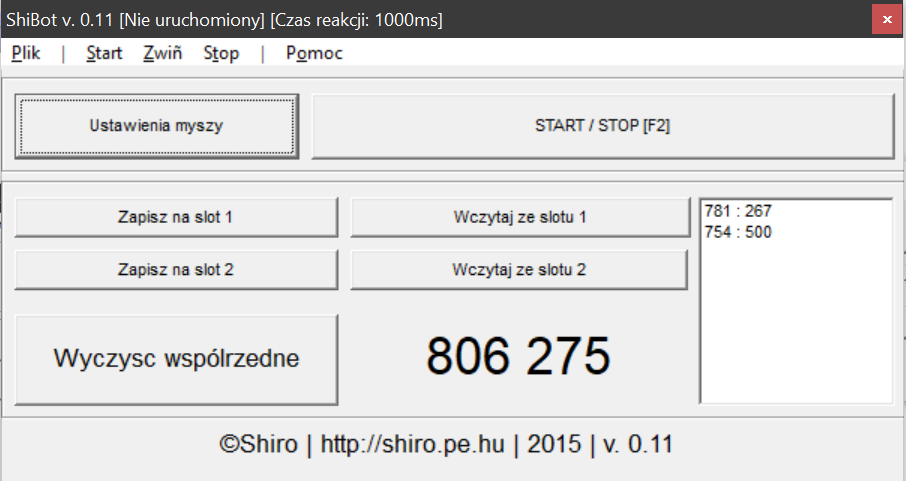 ShiBot v. 0.11 [Nie uruchomiony] [Czas reakcji: 1000ms]
Plik | Start Zwiñ Stop | Pomoc
Ustawienia myszy START / STOP [F2]
Zapisz na slot 1 Wczytaj ze slotu 1 781 : 267
754 : 500
Zapisz na slot 2 Wczytaj ze slotu 2
Wyczysc wspólrzedne 806 275
©Shiro | http://shiro.pe.hu | 2015 | v. 0.11